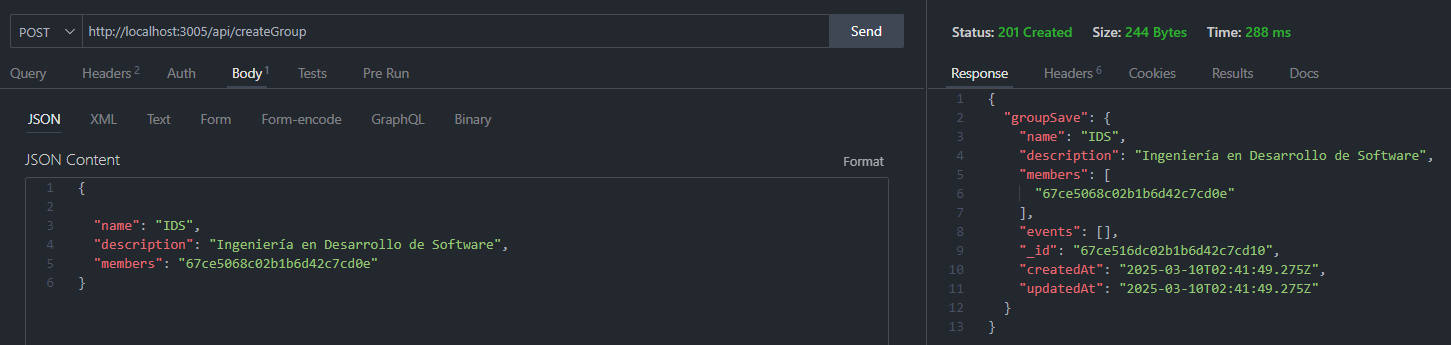 POST http://localhost:3005/api/createGroup Send
Query Headers 2 Auth Body 1 Tests Pre Run
JSON XML Text Form Form-encode GraphQL Binary
JSON Content Format
1 {
2
3 "name": "IDS",
4 "description": "Ingeniería en Desarrollo de Software",
5 "members": "67ce5068c02b1b6d42c7cd0e"
6 }
Status: 201 Created Size: 244 Bytes Time: 288 ms
Response Headers 6 Cookies Results Docs
1 {
2 "groupSave": {
3 "name": "IDS",
4 "description": "Ingeniería en Desarrollo de Software",
5 "members": [
6 "67ce5068c02b1b6d42c7cd0e"
7 ],
8 "events": [],
9 "_id": "67ce516dc02b1b6d42c7cd10",
10 "createdAt": "2025-03-10T02:41:49.275Z",
11 "updatedAt": "2025-03-10T02:41:49.275Z"
12 }
13 }